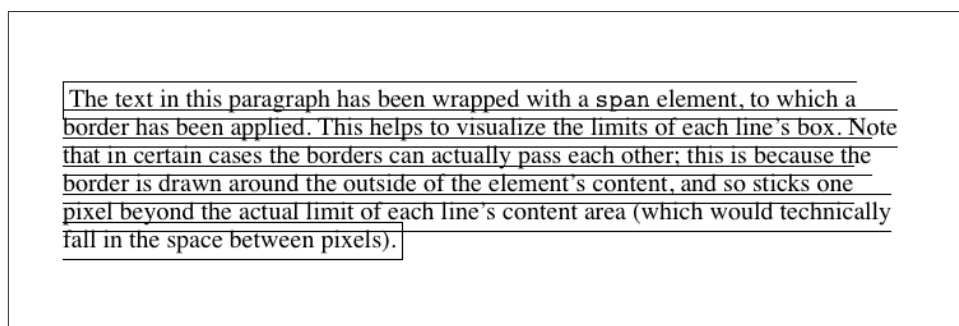 The text in this paragraph has been wrapped with a span element, to which a
border has been applied. This helps to visualize the limits of each line’s box. Note
that in certain cases the borders can actually pass each other; this is because the
border is drawn around the outside of the element’s content, and so sticks one
pixel beyond the actual limit of each line’s content area (which would technically
fall in the space between pixels).